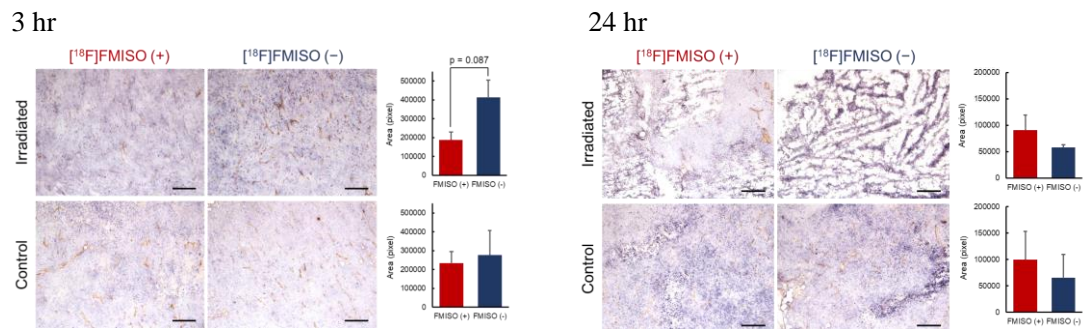 3 hr
[¹⁸F]FMISO (+) [¹⁸F]FMISO (−)
Irradiated
p = 0.087
Area (pixel)
500000
400000
300000
200000
100000
0
FMISO (+) FMISO (-)
Control
Area (pixel)
500000
400000
300000
200000
100000
0
FMISO (+) FMISO (-)
24 hr
[¹⁸F]FMISO (+) [¹⁸F]FMISO (−)
Irradiated
Area (pixel)
200000
150000
100000
50000
0
FMISO (+) FMISO (-)
Control
Area (pixel)
200000
150000
100000
50000
0
FMISO (+) FMISO (-)